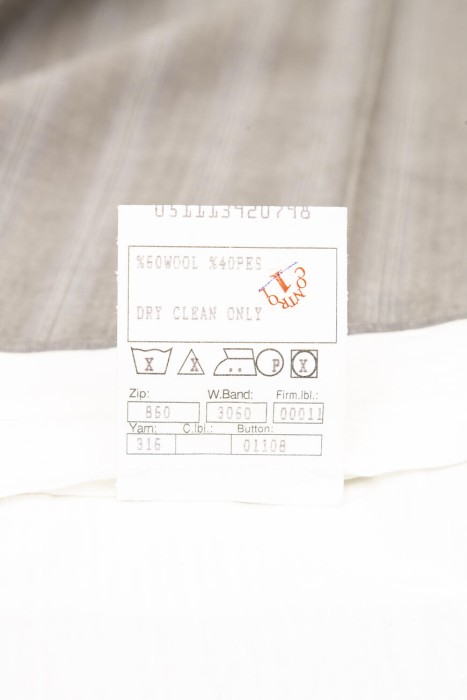 051113920798
%60WOOL %40PES
CONTROL 1
DRY CLEAN ONLY
X X P X
Zip: W.Band: Firm.lbl.:
860 3060 00011
Yarn: C.lbl.: Button:
316 01108